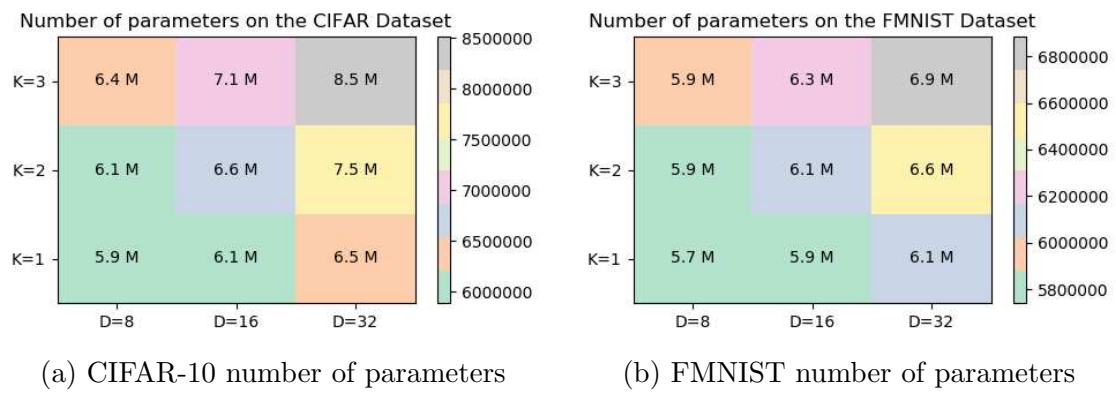 Number of parameters on the CIFAR Dataset
K=3 6.4 M 7.1 M 8.5 M
K=2 6.1 M 6.6 M 7.5 M
K=1 5.9 M 6.1 M 6.5 M
D=8 D=16 D=32
8500000
8000000
7500000
7000000
6500000
6000000
(a) CIFAR-10 number of parameters
Number of parameters on the FMNIST Dataset
K=3 5.9 M 6.3 M 6.9 M
K=2 5.9 M 6.1 M 6.6 M
K=1 5.7 M 5.9 M 6.1 M
D=8 D=16 D=32
6800000
6600000
6400000
6200000
6000000
5800000
(b) FMNIST number of parameters